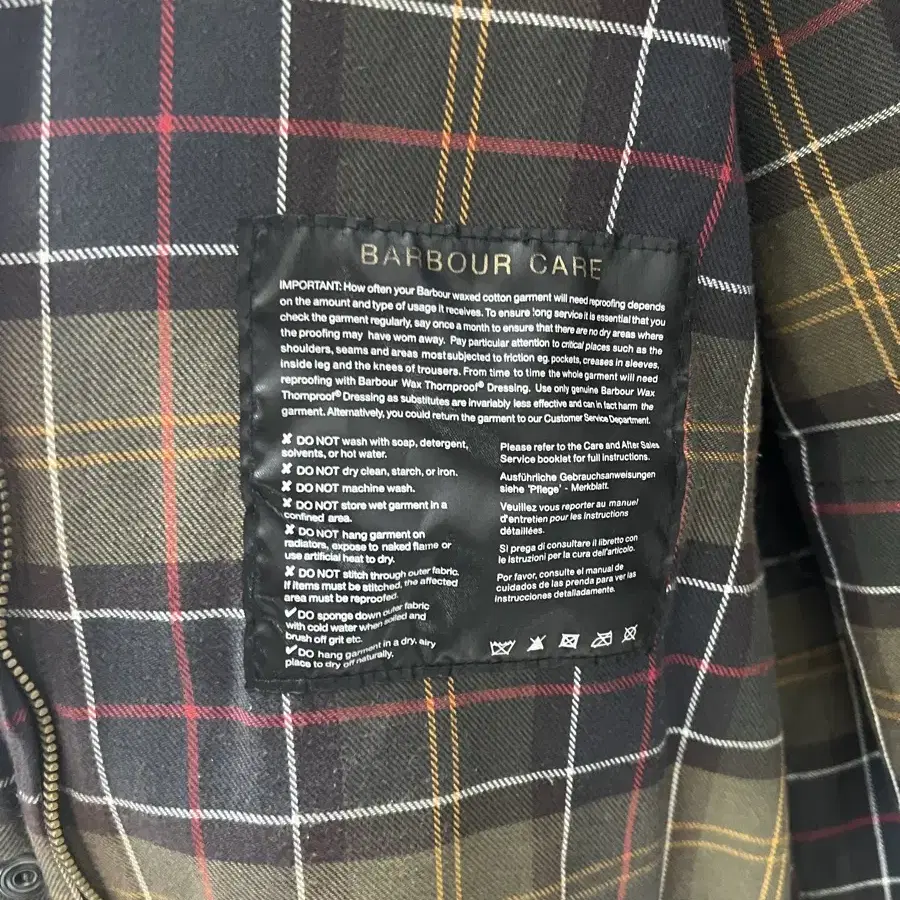 BARBOUR CARE
IMPORTANT: How often your Barbour waxed cotton garment will need reproofing depends
on the amount and type of usage it receives. To ensure long service it is essential that you
check the garment regularly, say once a month to ensure that there are no dry areas where
the proofing may have worn away. Pay particular attention to critical places such as the
shoulders, seams and areas most subjected to friction eg. pockets, creases in sleeves,
inside leg and the knees of trousers. From time to time the whole garment will need
reproofing with Barbour Wax Thornproof® Dressing. Use only genuine Barbour Wax
Thornproof® Dressing as substitutes are invariably less effective and can in fact harm the
garment. Alternatively, you could return the garment to our Customer Service Department.
✘ DO NOT wash with soap, detergent,
solvents, or hot water.
✘ DO NOT dry clean, starch, or iron.
✘ DO NOT machine wash.
✘ DO NOT store wet garment in a
confined area.
✘ DO NOT hang garment on
radiators, expose to naked flame or
use artificial heat to dry.
✘ DO NOT stitch through outer fabric.
If items must be stitched, the affected
area must be reproofed.
✔DO sponge down outer fabric
with cold water when soiled and
brush off grit etc.
✔DO hang garment in a dry, airy
place to dry off naturally.
Please refer to the Care and After Sales
Service booklet for full instructions.
Ausführliche Gebrauchsanweisungen
siehe 'Pflege' - Merkblatt.
Veuillez vous reporter au manuel
d'entretien pour les instructions
détaillées.
Si prega di consultare il libretto con
le istruzioni per la cura dell'articolo.
Por favor, consulte el manual de
cuidados de las prenda para ver las
instrucciones detalladamente.